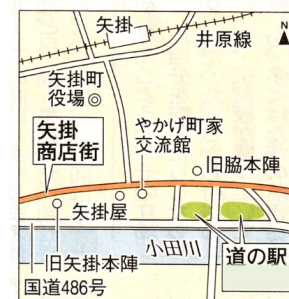 矢掛
井原線
N
矢掛町
役場
矢掛
商店街
やかげ町家
交流館
旧脇本陣
矢掛屋
小田川
道の駅
旧矢掛本陣
国道486号